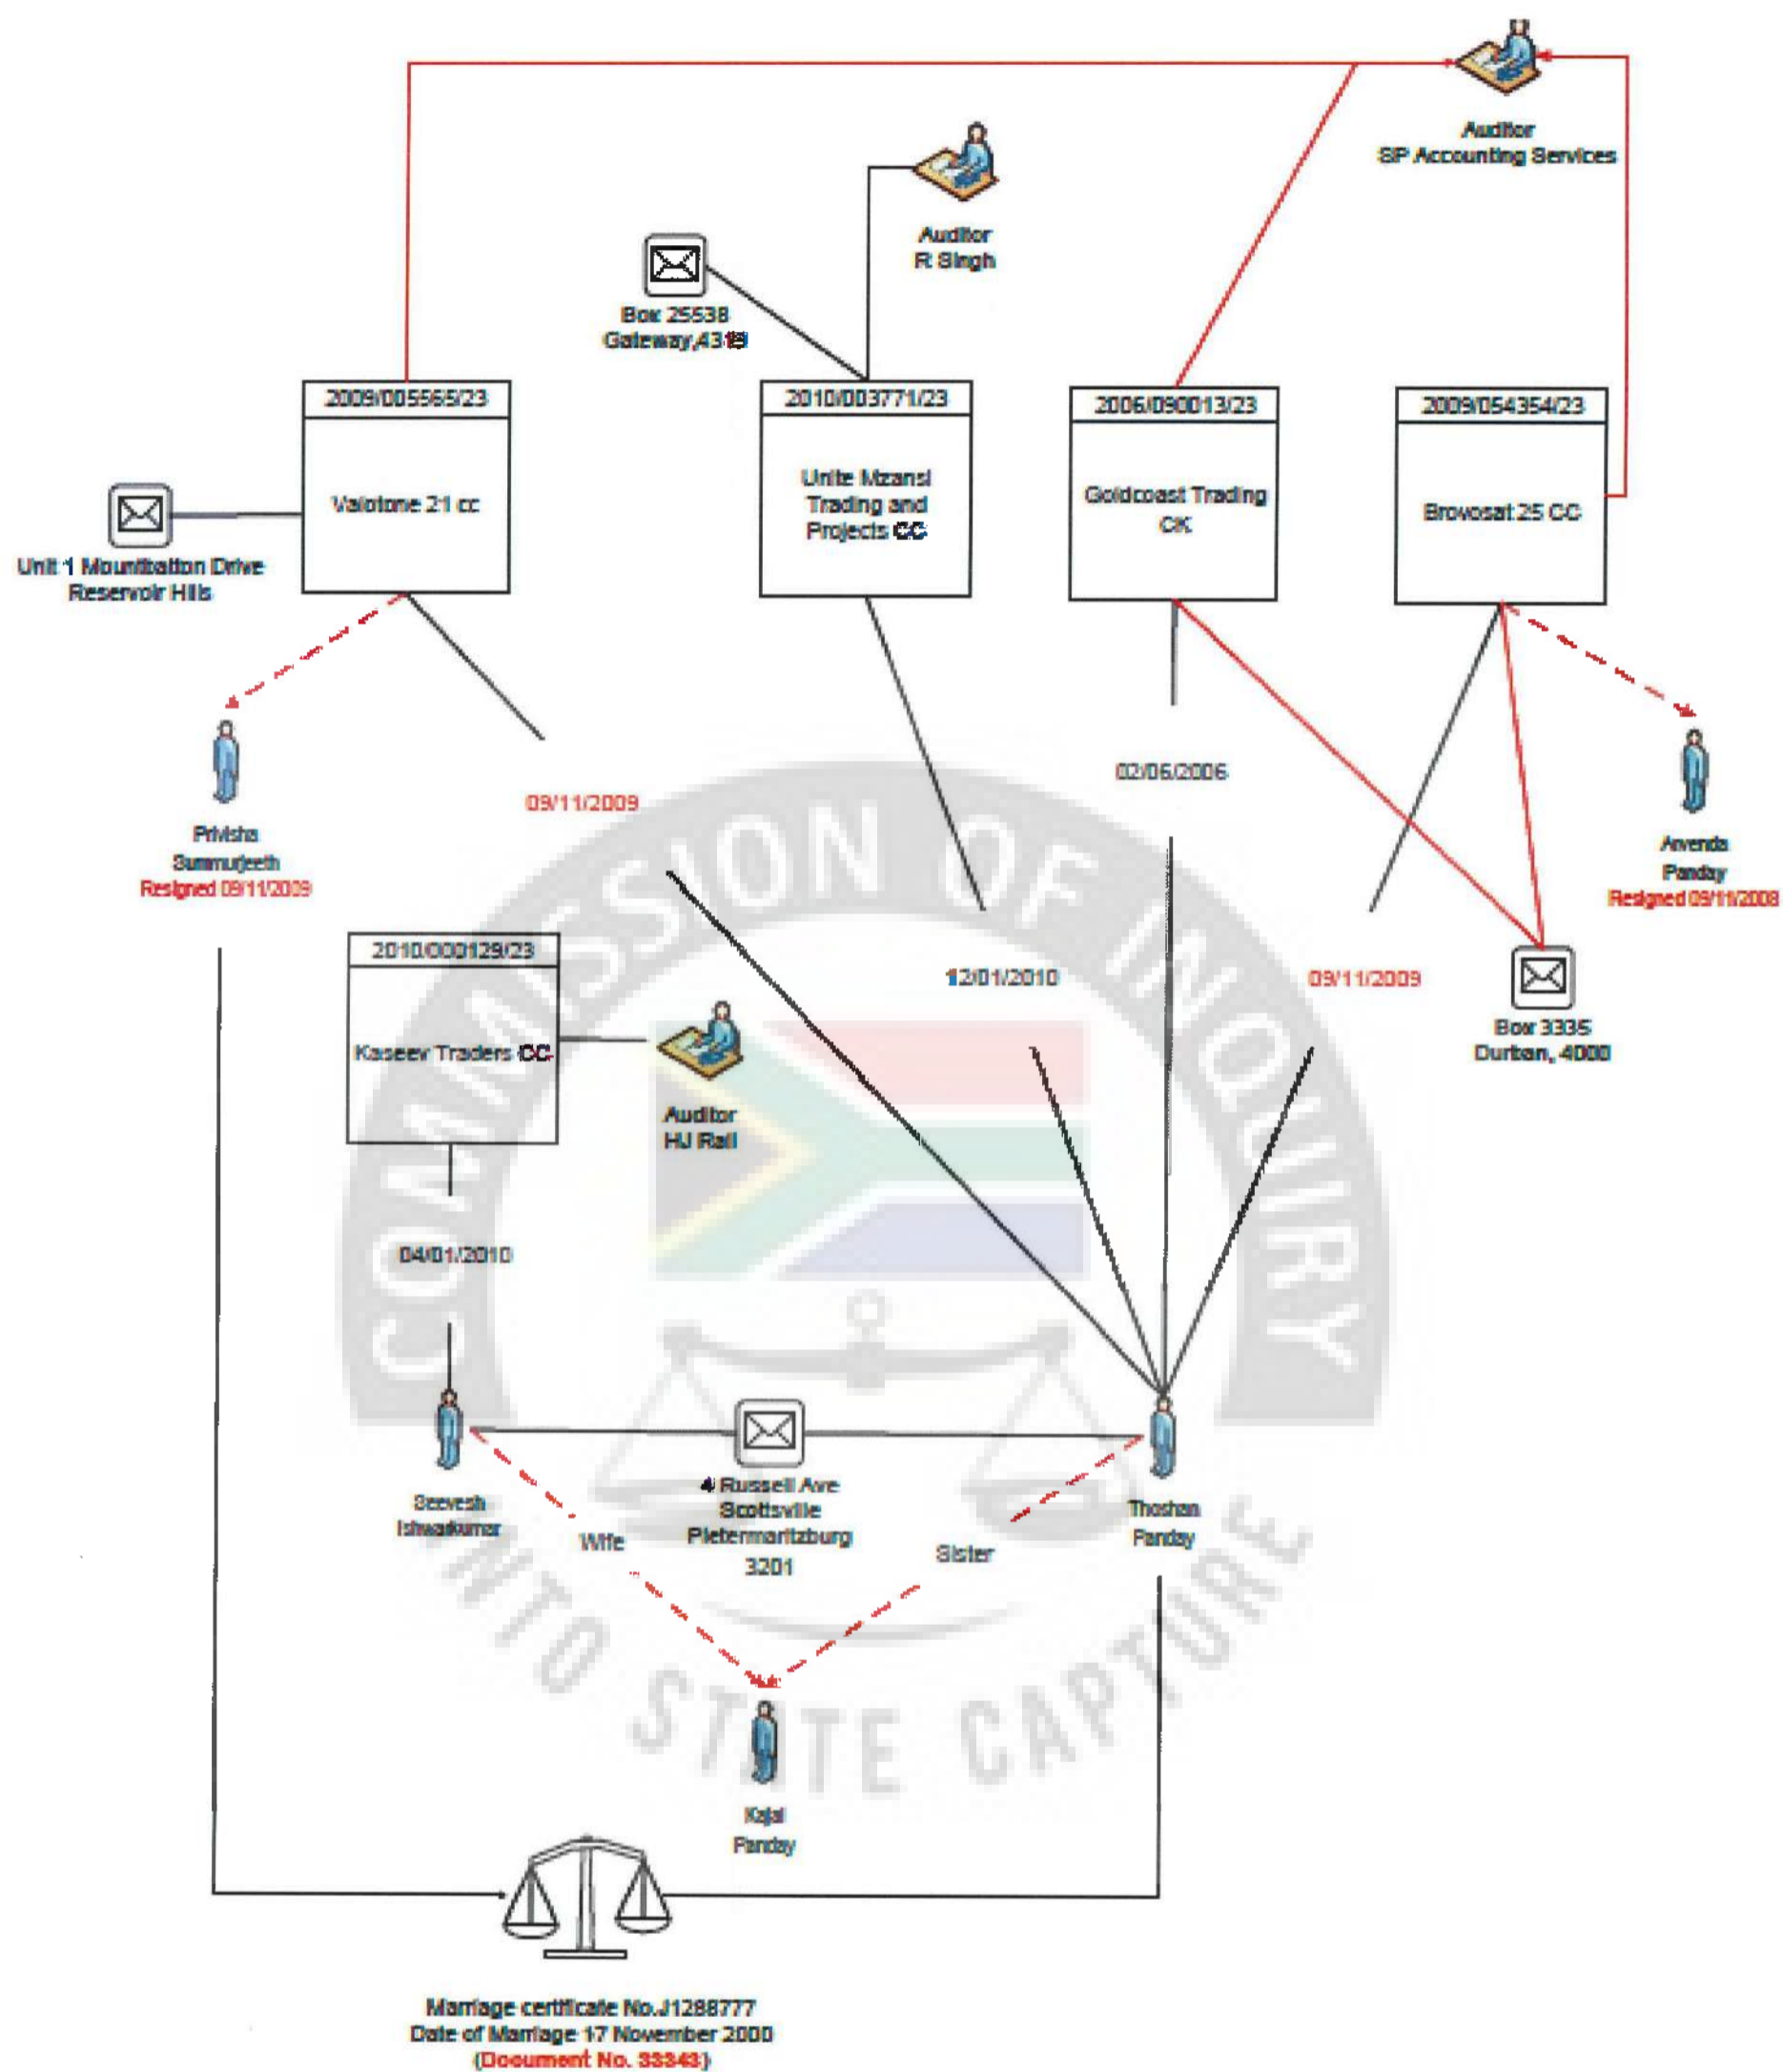 Auditor
SP Accounting Services
Auditor
R Singh
Box 25538
Gateway,4319
2009/005565/23
Valotone 21 cc
2010/003771/23
Unite Mzansi
Trading and
Projects CC
2006/090013/23
Goldcoast Trading
CK
2009/054354/23
Brovosat 25 CC
Unit 1 Mountbatton Drive
Reservoir Hills
Privisha
Summurjeeth
Resigned 09/11/2009
09/11/2009
02/06/2006
Arvenda
Panday
Resigned 09/11/2008
2010/000129/23
Kaseev Traders CC
Auditor
HJ Rall
12/01/2010
09/11/2009
Box 3335
Durban, 4000
04/01/2010
Seevesh
Ishwarkumar
Wife
4 Russell Ave
Scottsville
Pietermaritzburg
3201
Sister
Thoshan
Panday
Kajal
Panday
Marriage certificate No.J1288777
Date of Marriage 17 November 2000
(Document No. 33343)
COMMISSION OF INQUIRY
INTO STATE CAPTURE